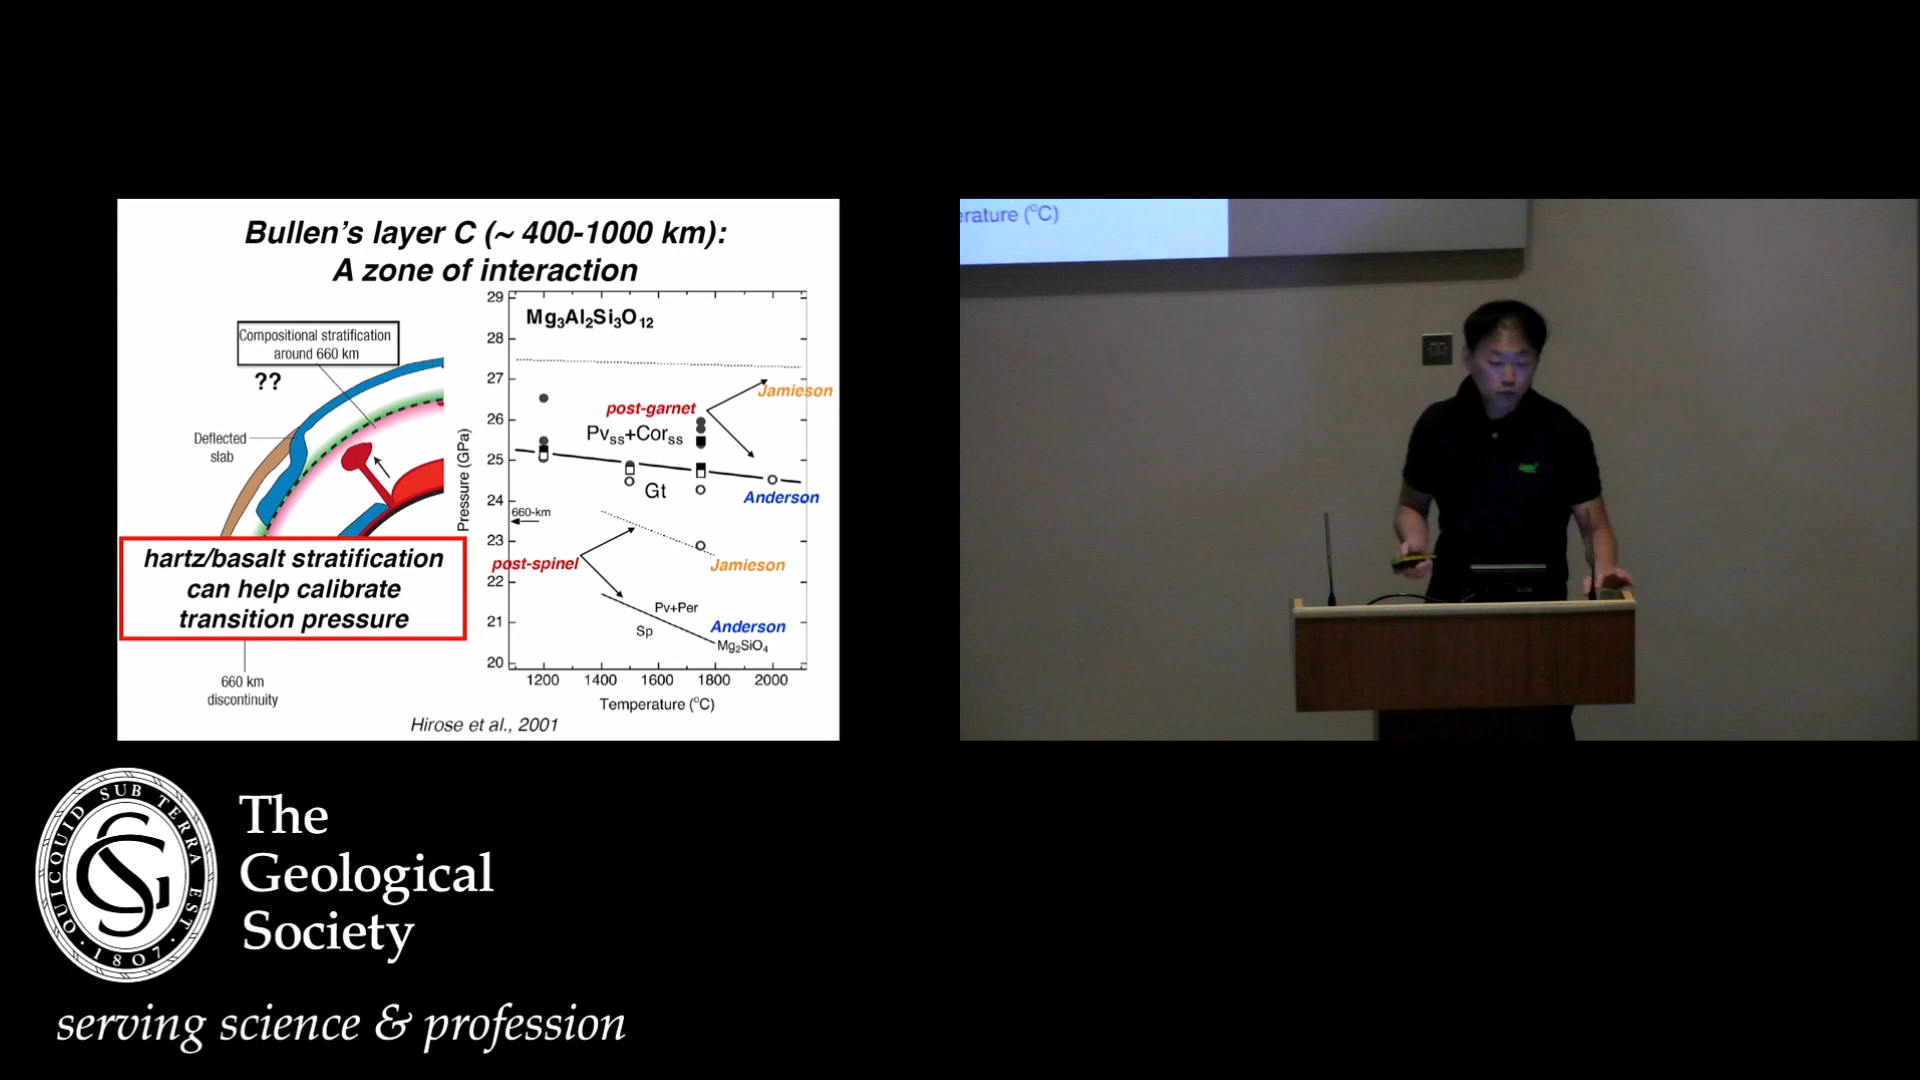 Bullen's layer C (~ 400-1000 km):
A zone of interaction
Compositional stratification
around 660 km
??
Deflected
slab
hartz/basalt stratification
can help calibrate
transition pressure
660 km
discontinuity
Mg3Al2Si3O12
29
28
27
26
25
24
23
22
21
20
Pressure (GPa)
Jamieson
post-garnet
Pvss+Corss
Gt
Anderson
660-km
post-spinel
Jamieson
Pv+Per
Sp
Anderson
Mg2SiO4
1200 1400 1600 1800 2000
Temperature (°C)
Hirose et al., 2001
erature (°C)
QUICQUID SUB TERRA EST
1807
GS
The
Geological
Society
serving science & profession